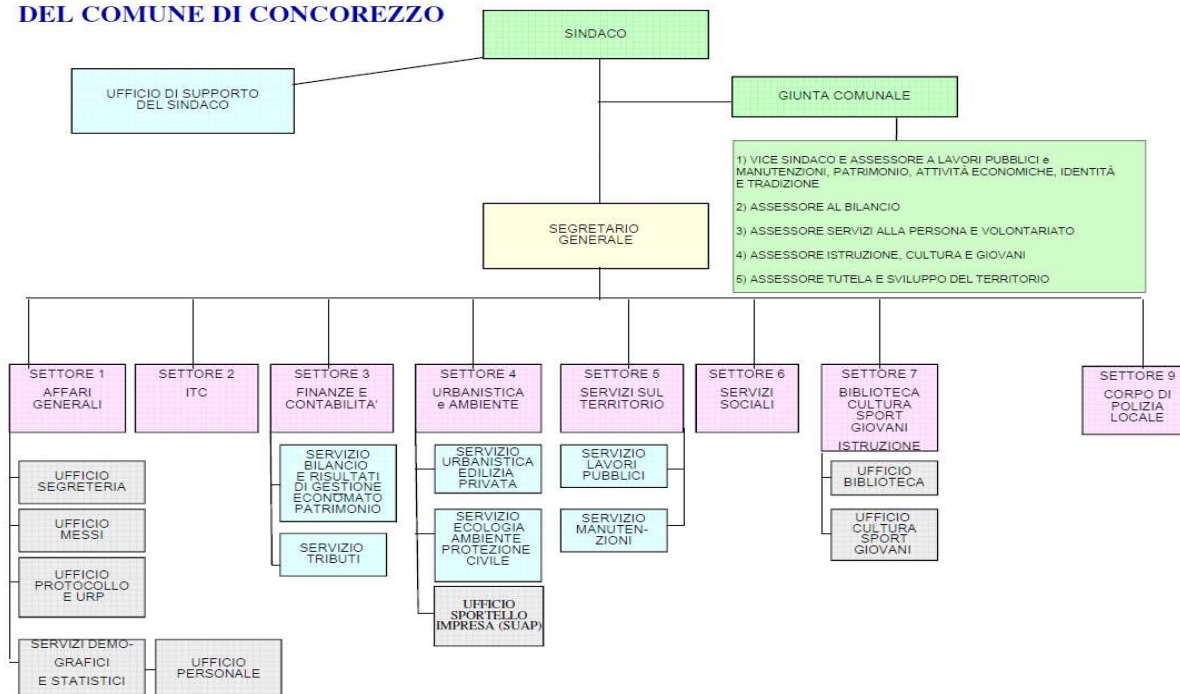 DEL COMUNE DI CONCOREZZO
SINDACO
UFFICIO DI SUPPORTO
DEL SINDACO
GIUNTA COMUNALE
1) VICE SINDACO E ASSESSORE A LAVORI PUBBLICI e
MANUTENZIONI, PATRIMONIO, ATTIVITÀ ECONOMICHE, IDENTITÀ
E TRADIZIONE
2) ASSESSORE AL BILANCIO
3) ASSESSORE SERVIZI ALLA PERSONA E VOLONTARIATO
4) ASSESSORE ISTRUZIONE, CULTURA E GIOVANI
5) ASSESSORE TUTELA E SVILUPPO DEL TERRITORIO
SEGRETARIO
GENERALE
SETTORE 1
AFFARI
GENERALI
SETTORE 2
ITC
SETTORE 3
FINANZE E
CONTABILITA'
SETTORE 4
URBANISTICA
e AMBIENTE
SETTORE 5
SERVIZI SUL
TERRITORIO
SETTORE 6
SERVIZI
SOCIALI
SETTORE 7
BIBLIOTECA
CULTURA
SPORT
GIOVANI
ISTRUZIONE
SETTORE 9
CORPO DI
POLIZIA
LOCALE
UFFICIO
SEGRETERIA
UFFICIO
MESSI
UFFICIO
PROTOCOLLO
E URP
SERVIZI DEMO-
GRAFICI
E STATISTICI
UFFICIO
PERSONALE
SERVIZIO
BILANCIO
E RISULTATI
DI GESTIONE
ECONOMATO
PATRIMONIO
SERVIZIO
TRIBUTI
SERVIZIO
URBANISTICA
EDILIZIA
PRIVATA
SERVIZIO
ECOLOGIA
AMBIENTE
PROTEZIONE
CIVILE
UFFICIO
SPORTELLO
IMPRESA (SUAP)
SERVIZIO
LAVORI
PUBBLICI
SERVIZIO
MANUTEN-
ZIONI
UFFICIO
BIBLIOTECA
UFFICIO
CULTURA
SPORT
GIOVANI